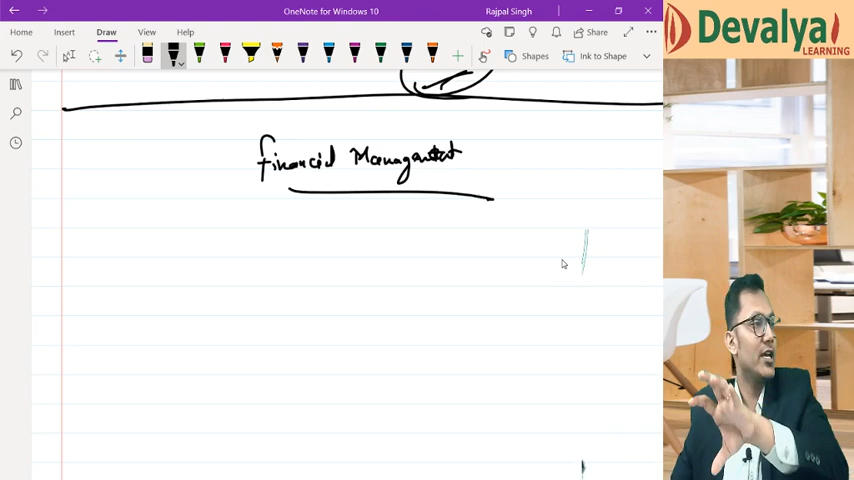 OneNote for Windows 10
Rajpal Singh
Home Insert Draw View Help
Share
Shapes Ink to Shape
Devalya
LEARNING
Financial Management